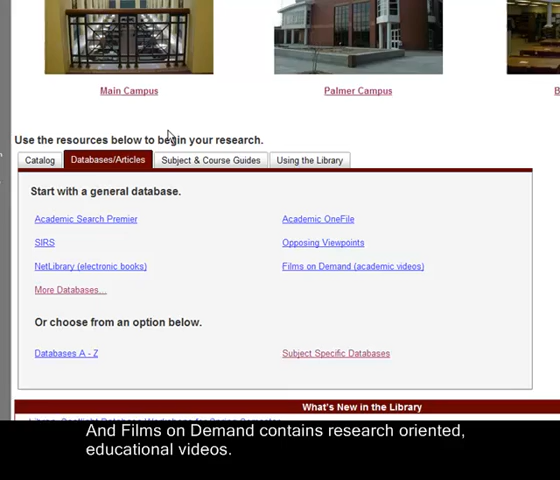 Main Campus
Palmer Campus
Use the resources below to begin your research.
Catalog
Databases/Articles
Subject & Course Guides
Using the Library
Start with a general database.
Academic Search Premier
Academic OneFile
SIRS
Opposing Viewpoints
NetLibrary (electronic books)
Films on Demand (academic videos)
More Databases...
Or choose from an option below.
Databases A - Z
Subject Specific Databases
What's New in the Library
And Films on Demand contains research oriented,
educational videos.